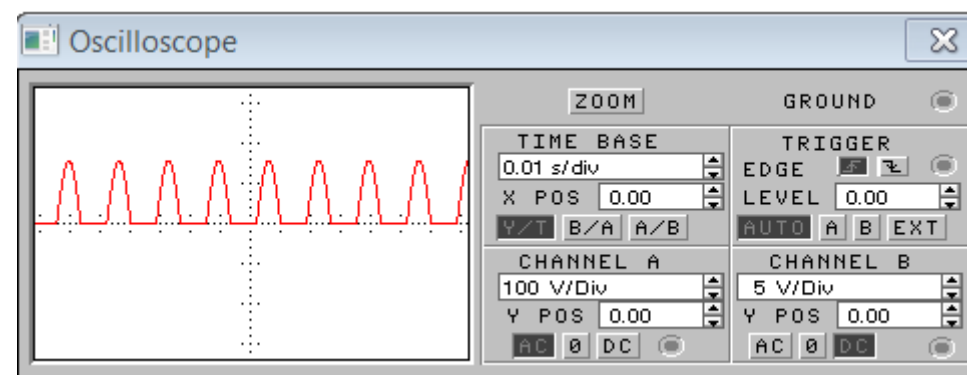 Oscilloscope
ZOOM GROUND
TIME BASE
0.01 s/div
X POS 0.00
Y/T B/A A/B
TRIGGER
EDGE
LEVEL 0.00
AUTO A B EXT
CHANNEL A
100 V/Div
Y POS 0.00
AC 0 DC
CHANNEL B
5 V/Div
Y POS 0.00
AC 0 DC